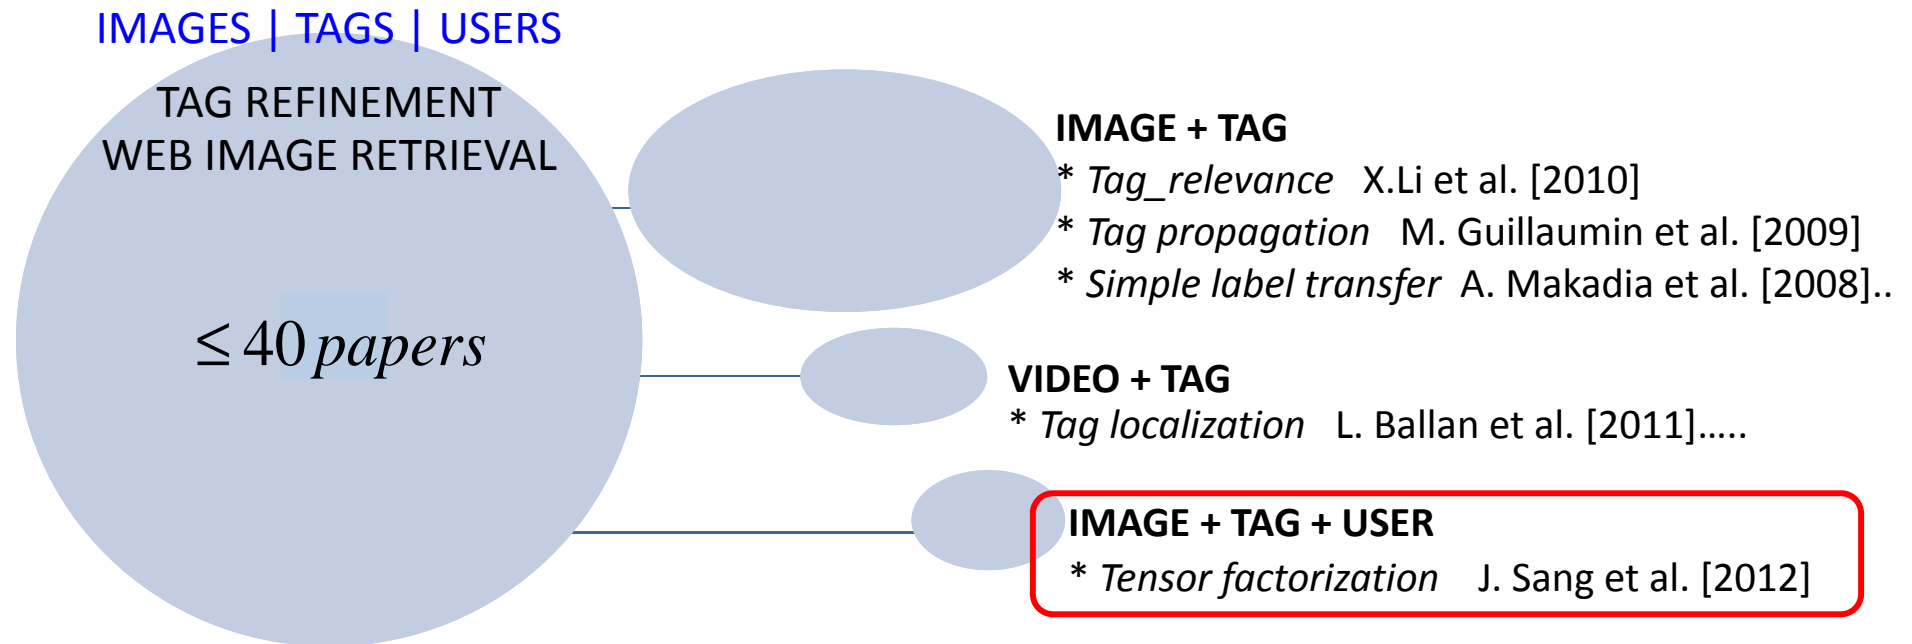 IMAGES | TAGS | USERS
TAG REFINEMENT
WEB IMAGE RETRIEVAL
≤ 40 papers
IMAGE + TAG
* Tag_relevance X.Li et al. [2010]
* Tag propagation M. Guillaumin et al. [2009]
* Simple label transfer A. Makadia et al. [2008]..
VIDEO + TAG
* Tag localization L. Ballan et al. [2011]…..
IMAGE + TAG + USER
* Tensor factorization J. Sang et al. [2012]